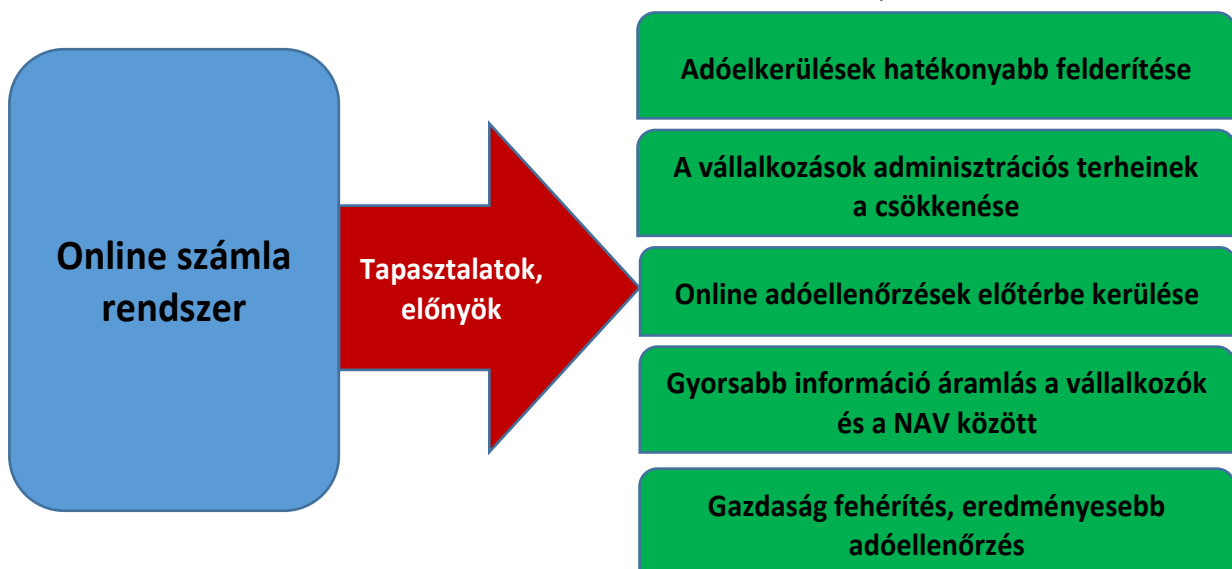 Online számla
rendszer
Tapasztalatok,
előnyök
Adóelkerülések hatékonyabb felderítése
A vállalkozások adminisztrációs terheinek
a csökkenése
Online adóellenőrzések előtérbe kerülése
Gyorsabb információ áramlás a vállalkozók
és a NAV között
Gazdaság fehérítés, eredményesebb
adóellenőrzés